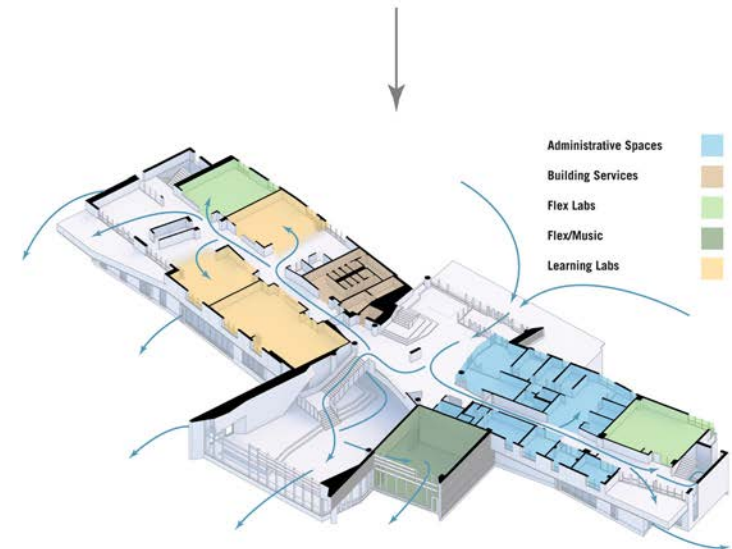 Administrative Spaces
Building Services
Flex Labs
Flex/Music
Learning Labs